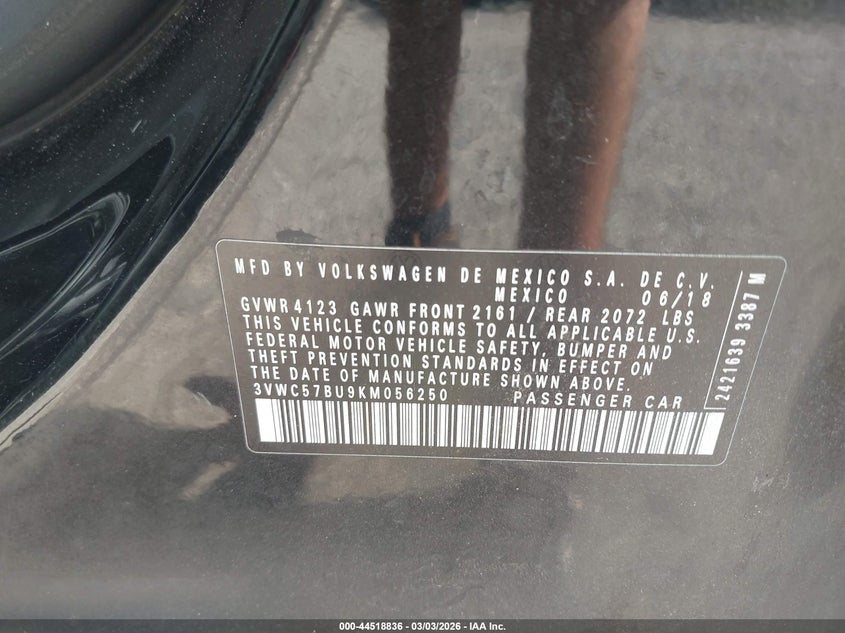 MFD BY VOLKSWAGEN DE MEXICO S.A. DE C.V.
MEXICO 06/18
GVWR 4123 GAWR FRONT 2161 / REAR 2072 LBS
THIS VEHICLE CONFORMS TO ALL APPLICABLE U.S.
FEDERAL MOTOR VEHICLE SAFETY, BUMPER AND
THEFT PREVENTION STANDARDS IN EFFECT ON
THE DATE OF MANUFACTURE SHOWN ABOVE.
3VWC57BU9KM056250 PASSENGER CAR
2421639 3387 M
000-44518836 - 03/03/2026 - IAA Inc.